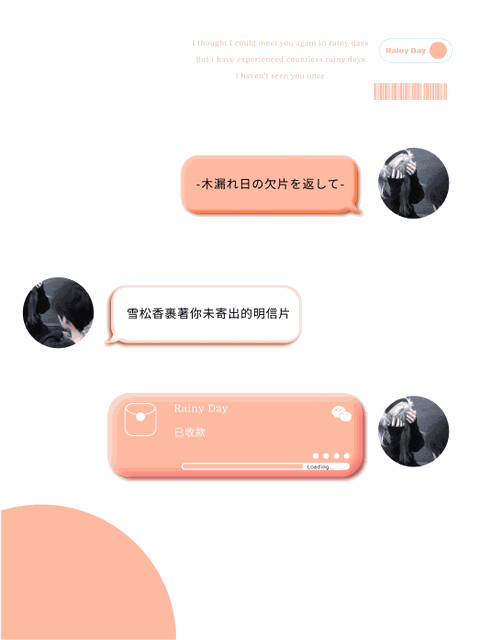 I thought I could meet you again in rainy days.
But I have experienced countless rainy days.
I haven't seen you once.
Rainy Day
-木漏れ日の欠片を返して-
雪松香裹著你未寄出的明信片
Rainy Day
已收款
Loading...